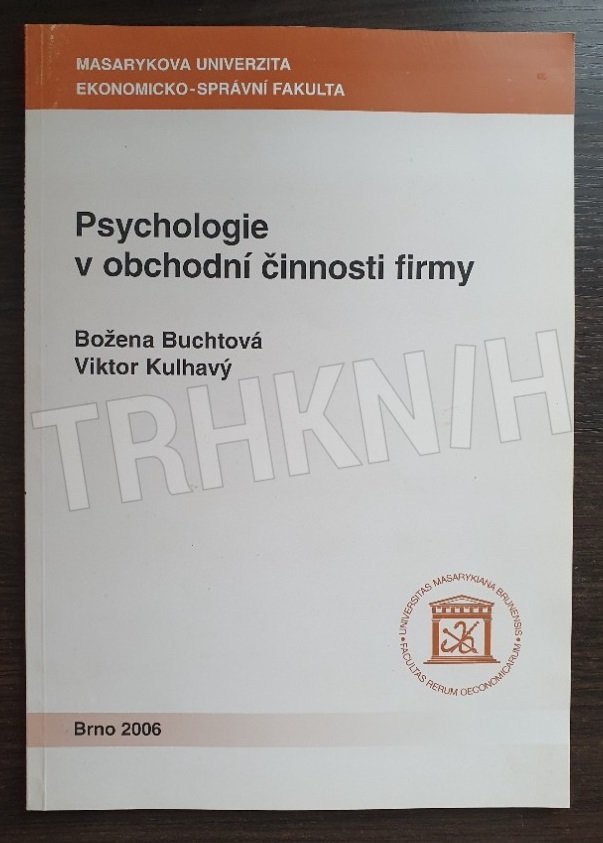 MASARYKOVA UNIVERZITA
EKONOMICKO-SPRÁVNÍ FAKULTA
Psychologie
v obchodní činnosti firmy
Božena Buchtová
Viktor Kulhavý
TRHKNIH
UNIVERSITAS MASARYKIANA BRUNENSIS
FACULTAS RERUM OECONOMICARUM
Brno 2006